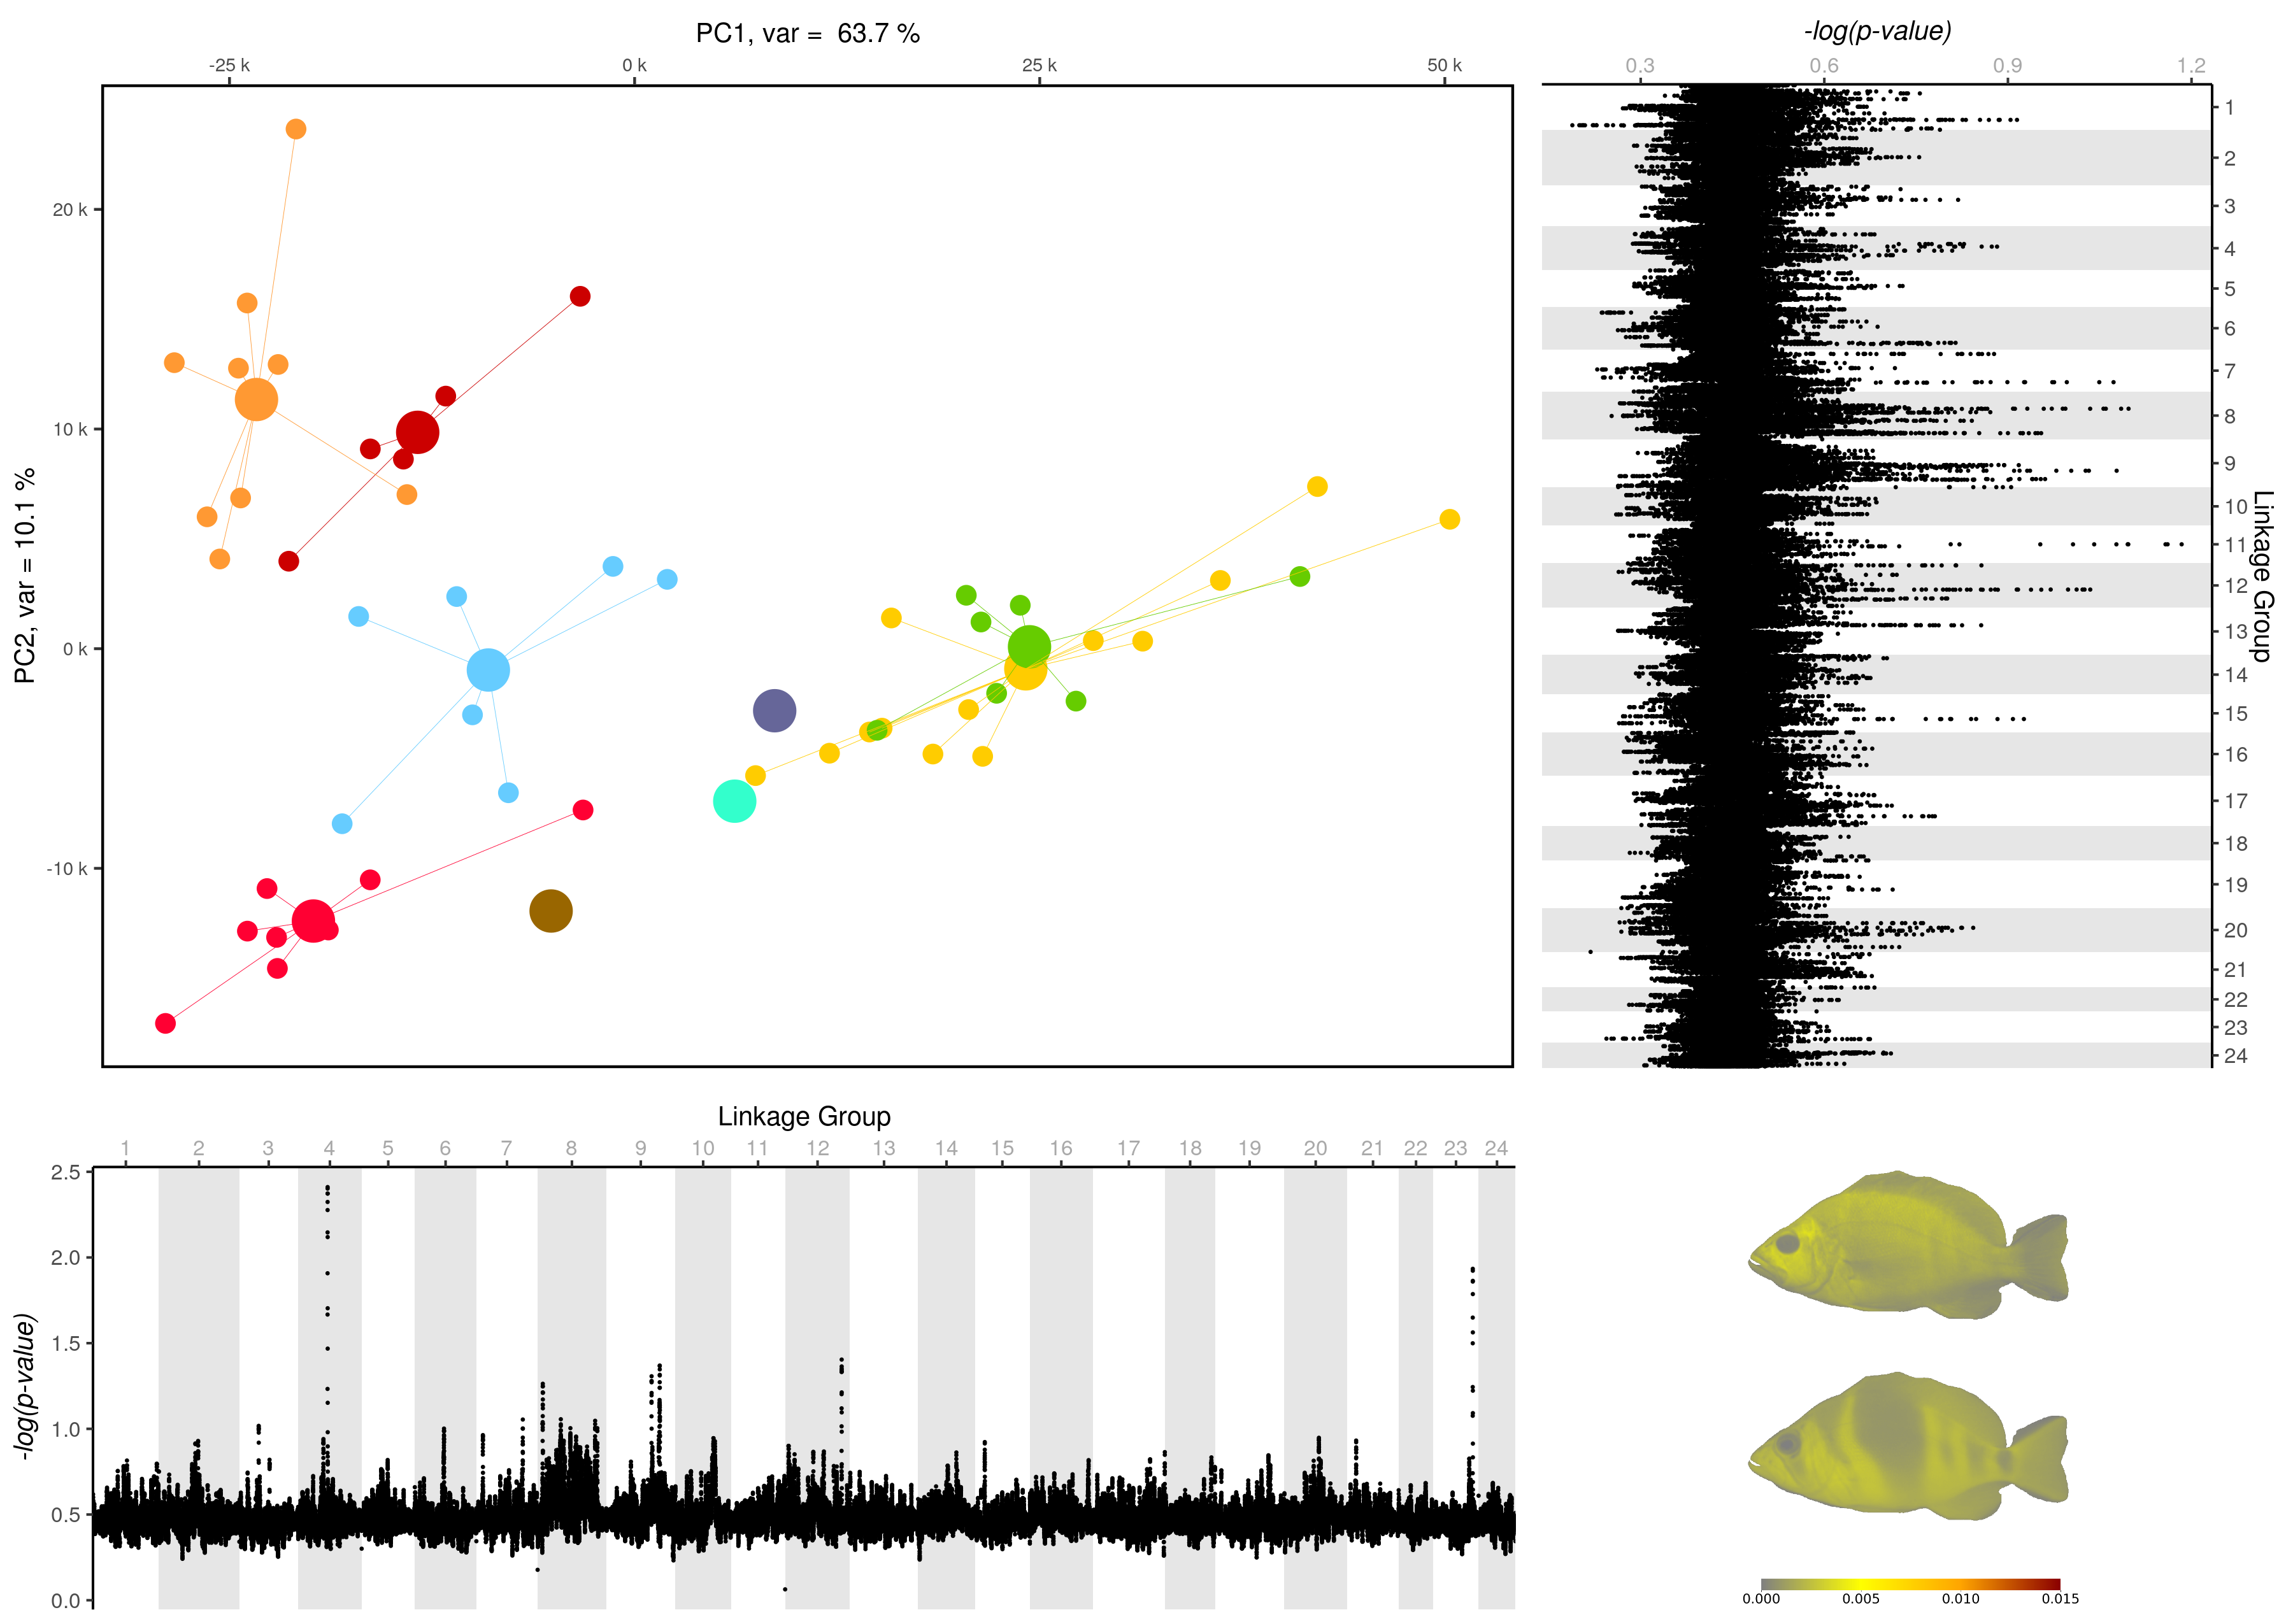 PC1, var = 63.7 %
-25 k 0 k 25 k 50 k
20 k
10 k
0 k
-10 k
PC2, var = 10.1 %
-log(p-value)
0.3 0.6 0.9 1.2
1
2
3
4
5
6
7
8
9
10
11
12
13
14
15
16
17
18
19
20
21
22
23
24
Linkage Group
Linkage Group
1 2 3 4 5 6 7 8 9 10 11 12 13 14 15 16 17 18 19 20 21 22 23 24
2.5
2.0
1.5
1.0
0.5
0.0
-log(p-value)
0.000 0.005 0.010 0.015